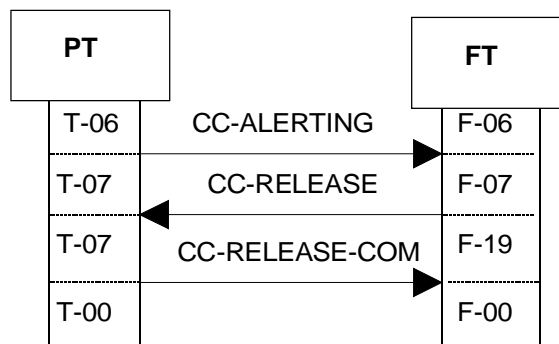 PT
FT
T-06 CC-ALERTING F-06
T-07 CC-RELEASE F-07
T-07 CC-RELEASE-COM F-19
T-00 F-00